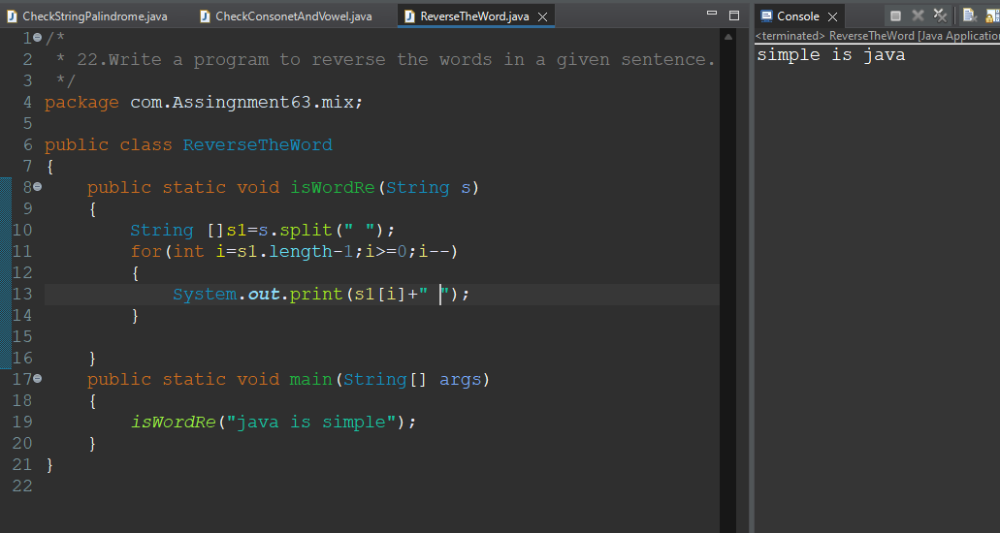 CheckStringPalindrome.java CheckConsonetAndVowel.java ReverseTheWord.java
1 /*
2 * 22.Write a program to reverse the words in a given sentence.
3 */
4 package com.Assingnment63.mix;
5
6 public class ReverseTheWord
7 {
8 public static void isWordRe(String s)
9 {
10 String []s1=s.split(" ");
11 for(int i=s1.length-1;i>=0;i--)
12 {
13 System.out.print(s1[i]+" ");
14 }
15
16 }
17 public static void main(String[] args)
18 {
19 isWordRe("java is simple");
20 }
21 }
22
Console
<terminated> ReverseTheWord [Java Application
simple is java